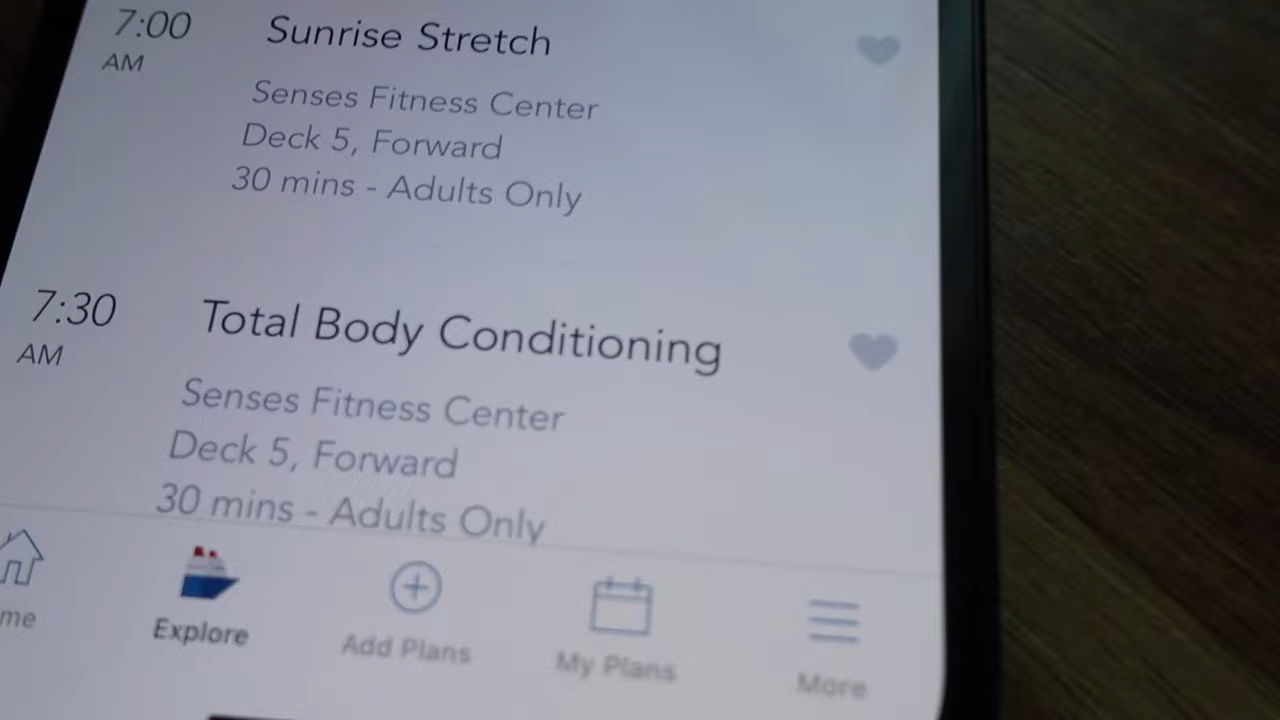 7:00
AM
Sunrise Stretch
Senses Fitness Center
Deck 5, Forward
30 mins - Adults Only
7:30
AM
Total Body Conditioning
Senses Fitness Center
Deck 5, Forward
30 mins - Adults Only
me
Explore
Add Plans
My Plans
More